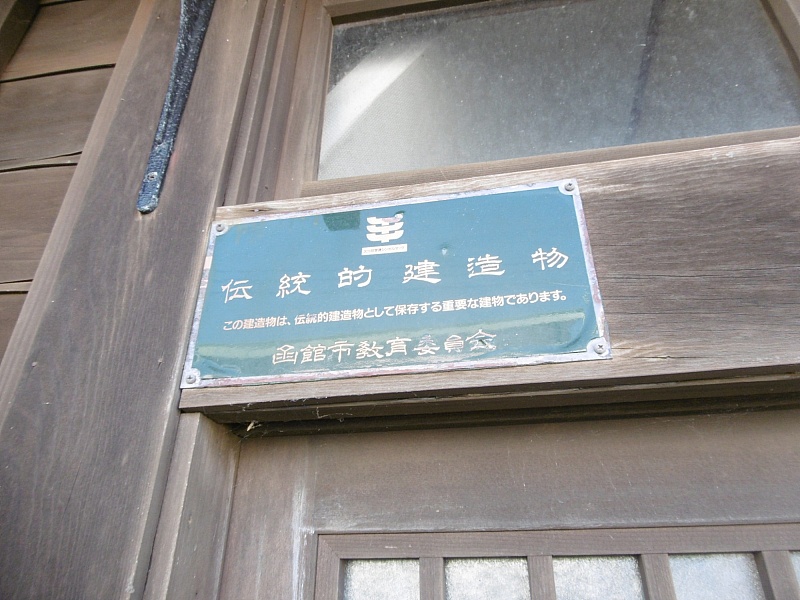 伝統的建造物
この建造物は、伝統的建造物として保存する重要な建物であります。
函館市教育委員会